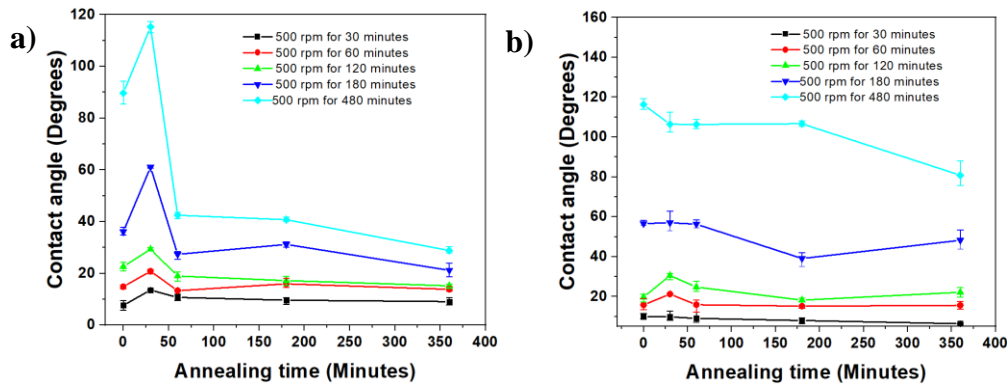 a)
120
100
80
60
40
20
0
0 50 100 150 200 250 300 350 400
Contact angle (Degrees)
Annealing time (Minutes)
500 rpm for 30 minutes
500 rpm for 60 minutes
500 rpm for 120 minutes
500 rpm for 180 minutes
500 rpm for 480 minutes
b)
160
140
120
100
80
60
40
20
0 50 100 150 200 250 300 350 400
Contact angle (Degrees)
Annealing time (Minutes)
500 rpm for 30 minutes
500 rpm for 60 minutes
500 rpm for 120 minutes
500 rpm for 180 minutes
500 rpm for 480 minutes